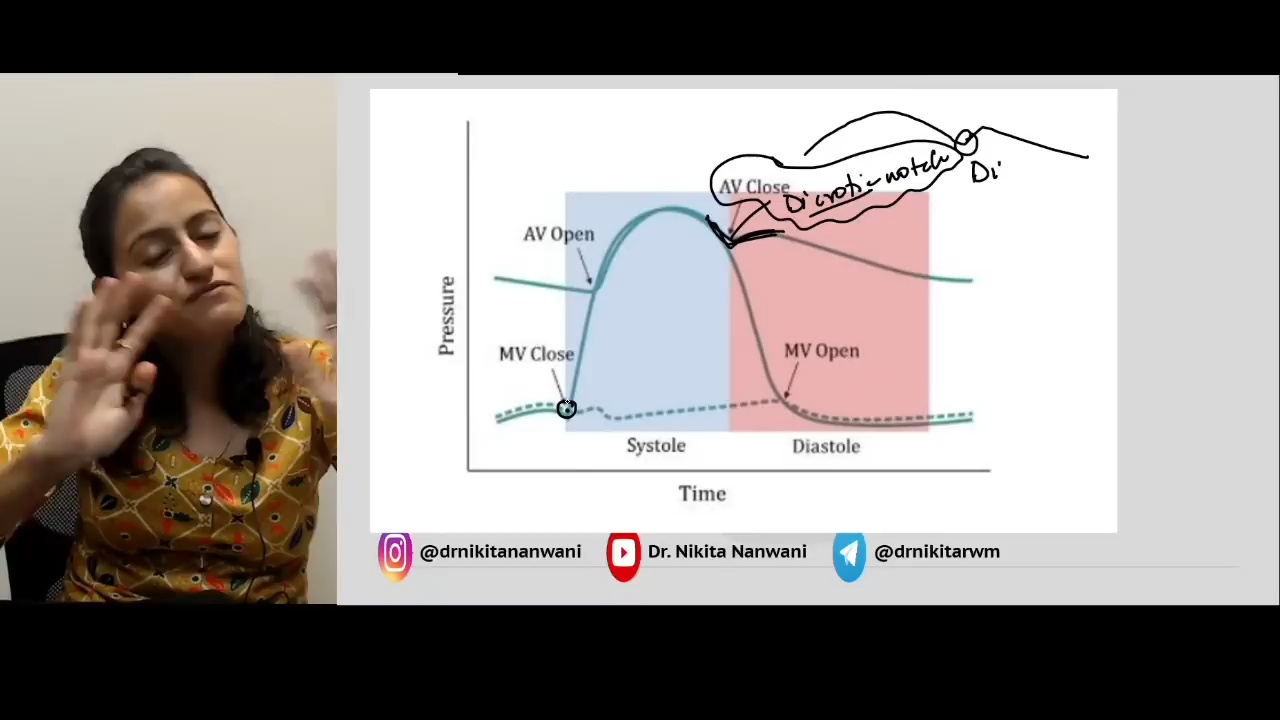 AV Close
Dicrotic notch
Di
AV Open
Pressure
MV Close
MV Open
Systole
Diastole
Time
@drnikitananwani
Dr. Nikita Nanwani
@drnikitarwm